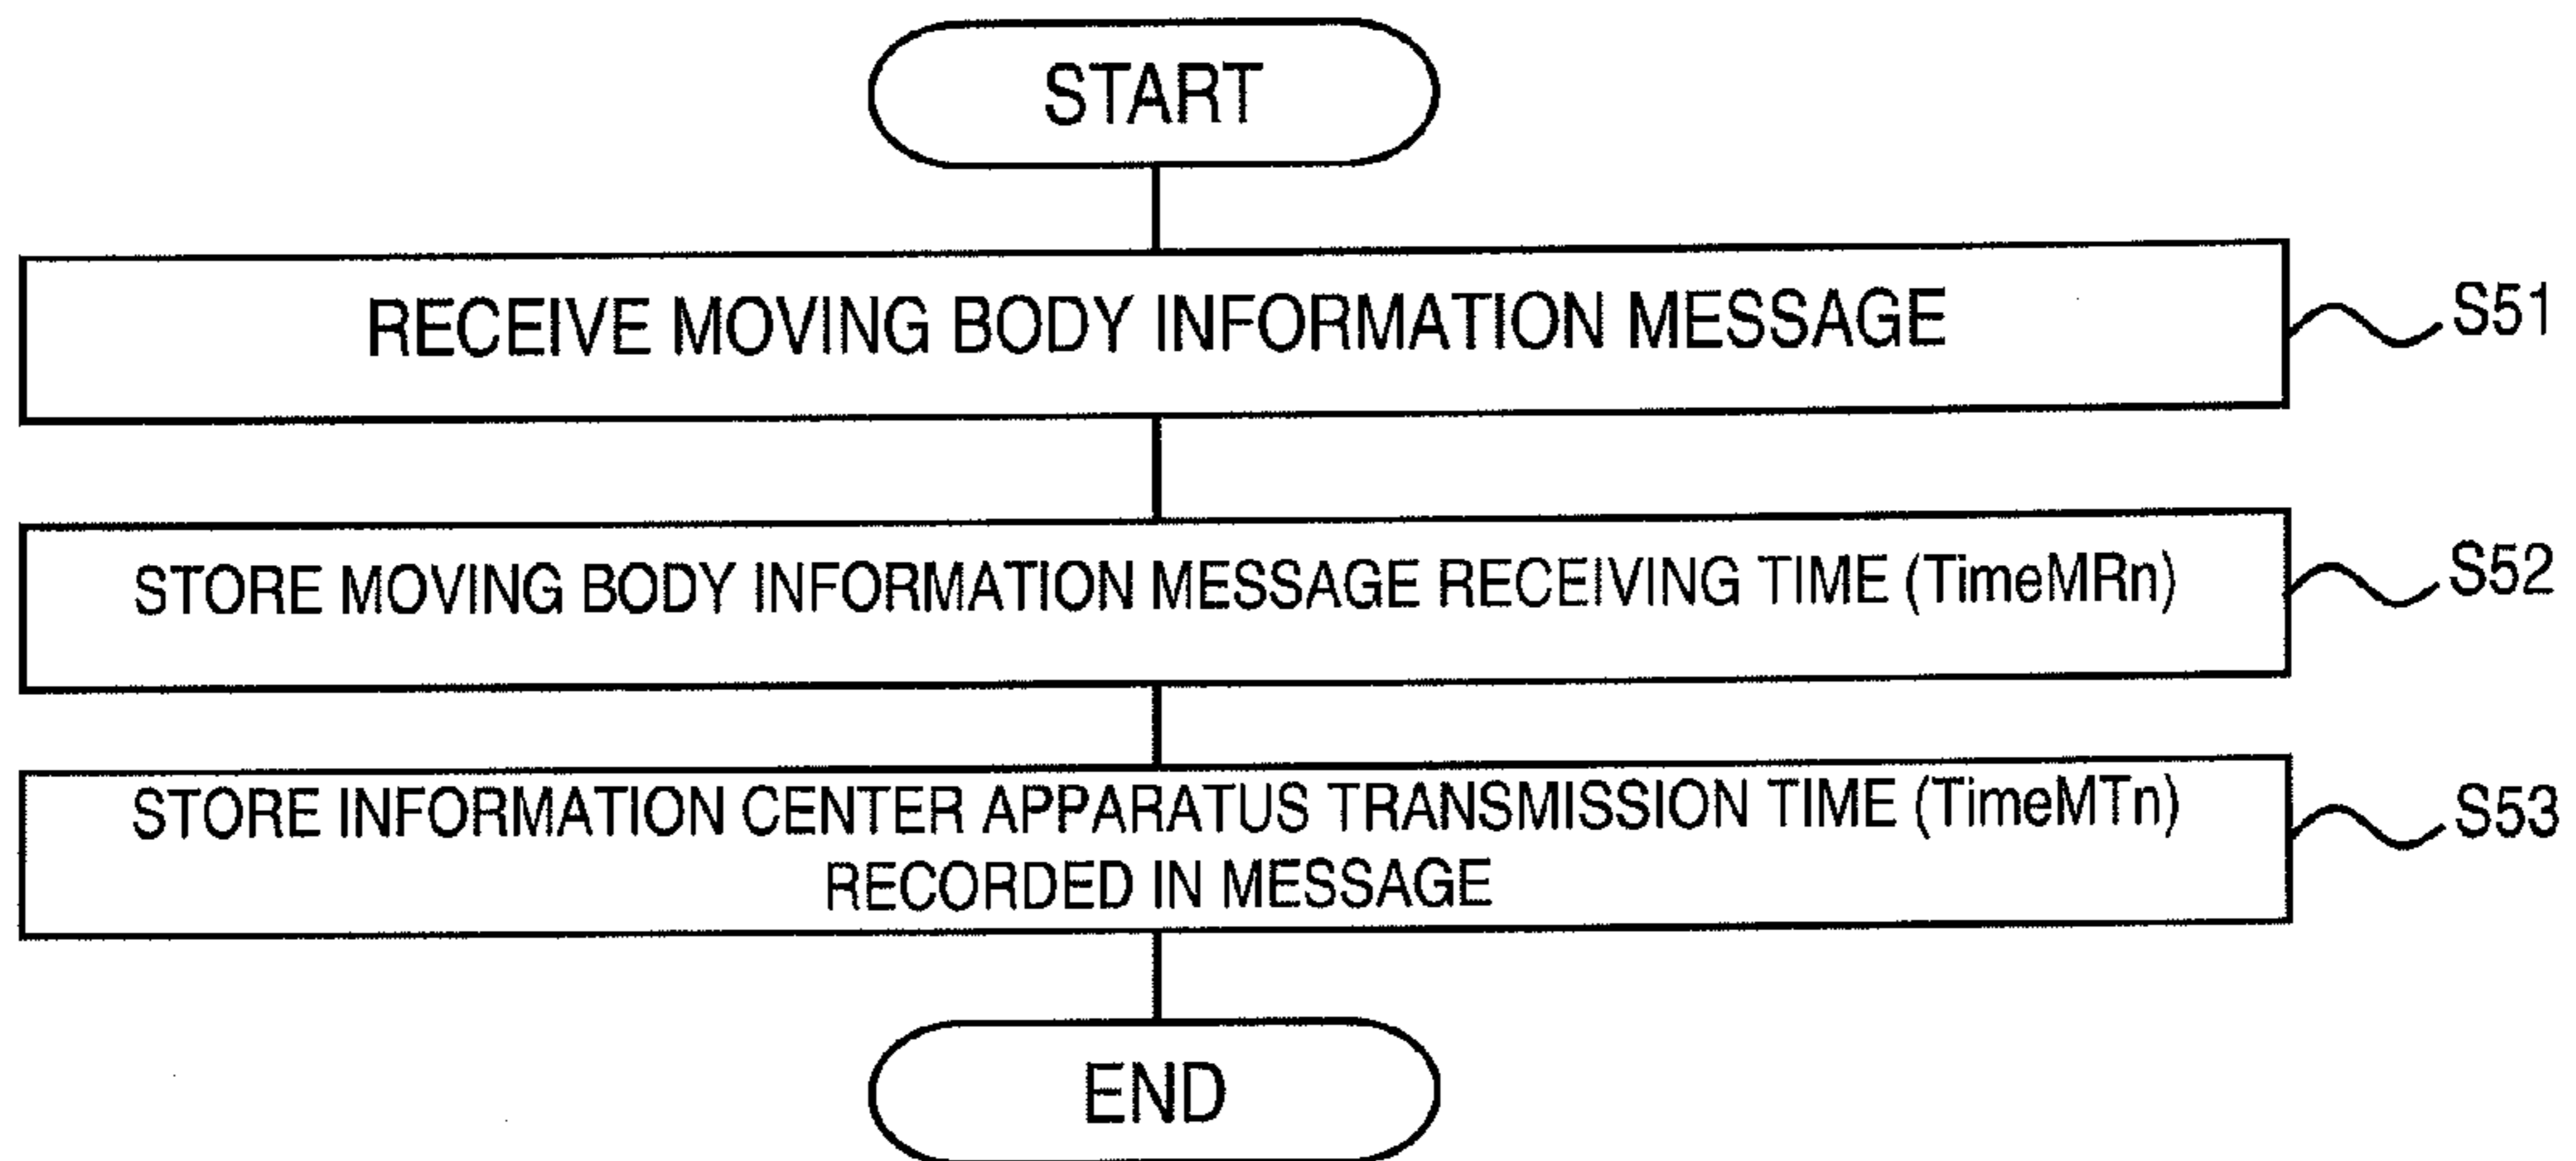 START
RECEIVE MOVING BODY INFORMATION MESSAGE
S51
STORE MOVING BODY INFORMATION MESSAGE RECEIVING TIME (TimeMRn)
S52
STORE INFORMATION CENTER APPARATUS TRANSMISSION TIME (TimeMTn)
RECORDED IN MESSAGE
S53
END